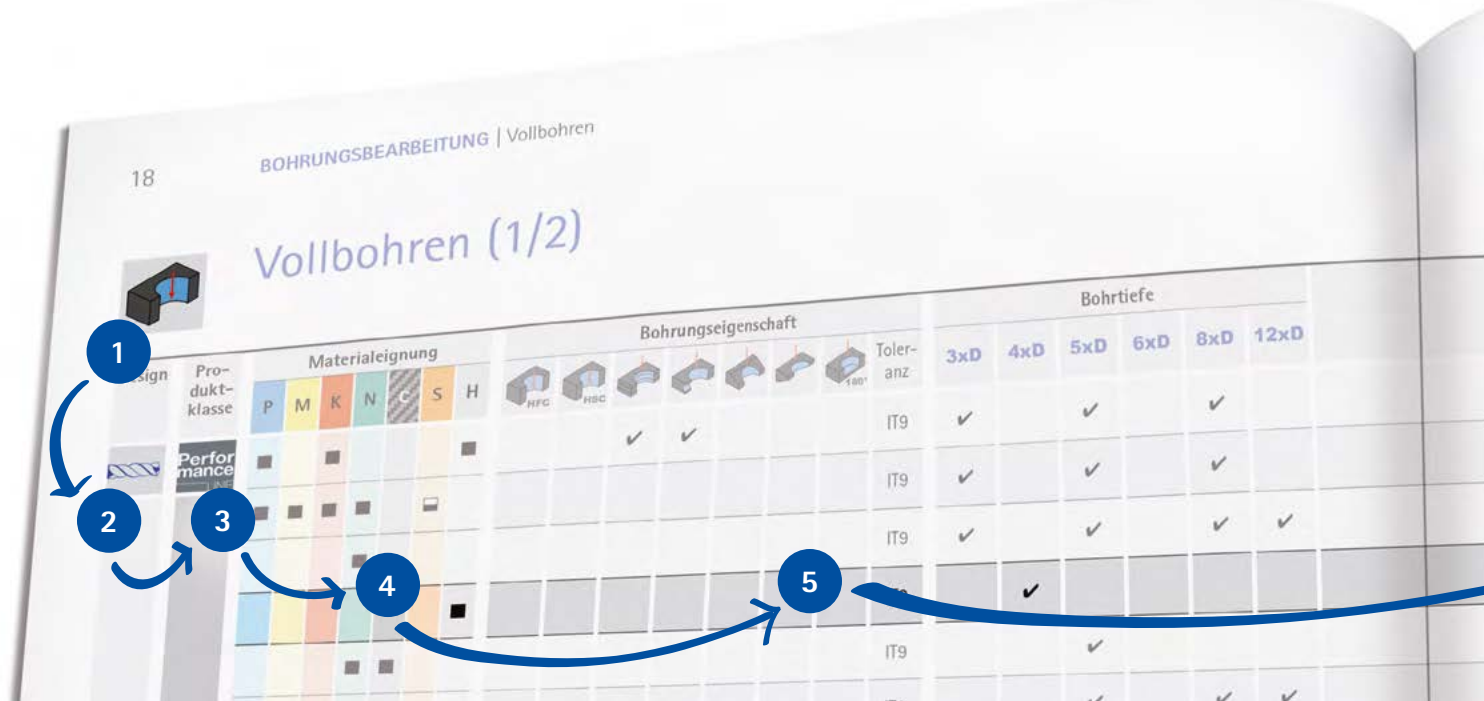 18
BOHRUNGSBEARBEITUNG | Vollbohren
Vollbohren (1/2)
1
Pro-
dukt-
klasse
Materialeignung
P M K N C S H
Bohrungseigenschaft
HFC HSC 180°
Toler-
anz
Bohrtiefe
3xD 4xD 5xD 6xD 8xD 12xD
Perfor
mance
LINE
IT9
IT9
2
3
IT9
4
5
IT9